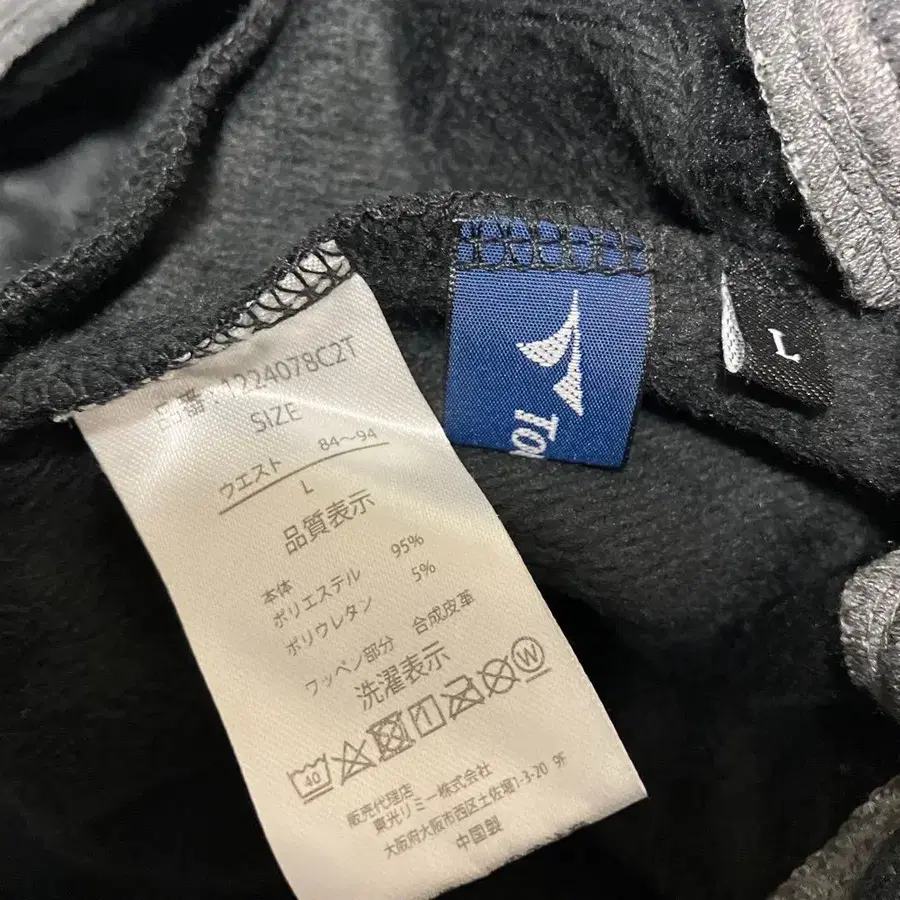 品番:1224078C2T
SIZE
ウエスト 84〜94
L
品質表示
本体
ポリエステル 95%
ポリウレタン 5%
ワッペン部分 合成皮革
洗濯表示
40 W
販売代理店
東光リミー株式会社
大阪府大阪市西区土佐堀1-3-20 9F
中国製
L